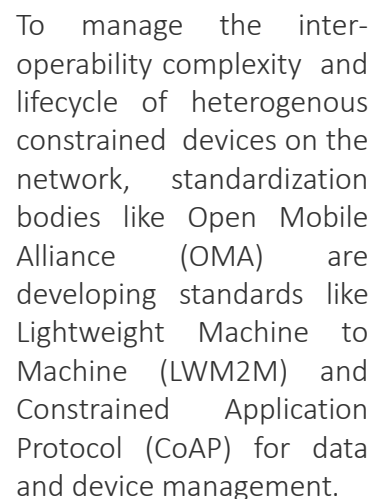 To manage the inter-
operability complexity and
lifecycle of heterogenous
constrained devices on the
network, standardization
bodies like Open Mobile
Alliance (OMA) are
developing standards like
Lightweight Machine to
Machine (LWM2M) and
Constrained Application
Protocol (CoAP) for data
and device management.